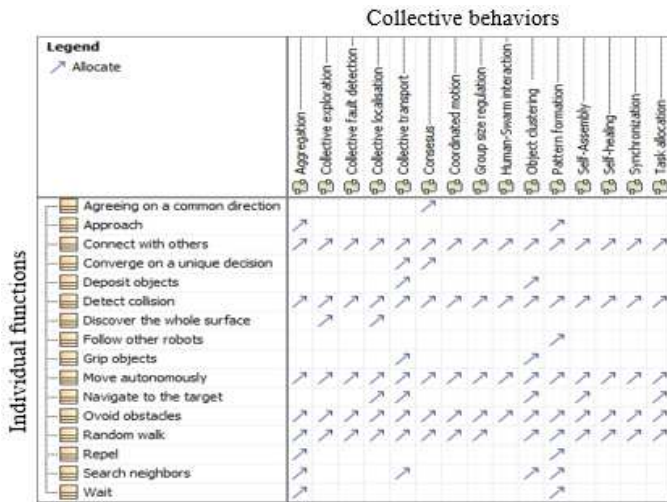 Collective behaviors
Legend
Allocate
Aggregation
Collective exploration
Collective fault detection
Collective localisation
Collective transport
Consesus
Coordinated motion
Group size regulation
Human-Swarm interaction
Object clustering
Pattern formation
Self-Assembly
Self-healing
Synchronization
Task allocation
Individual functions
Agreeing on a common direction
Approach
Connect with others
Converge on a unique decision
Deposit objects
Detect collision
Discover the whole surface
Follow other robots
Grip objects
Move autonomously
Navigate to the target
Ovoid obstacles
Random walk
Repel
Search neighbors
Wait